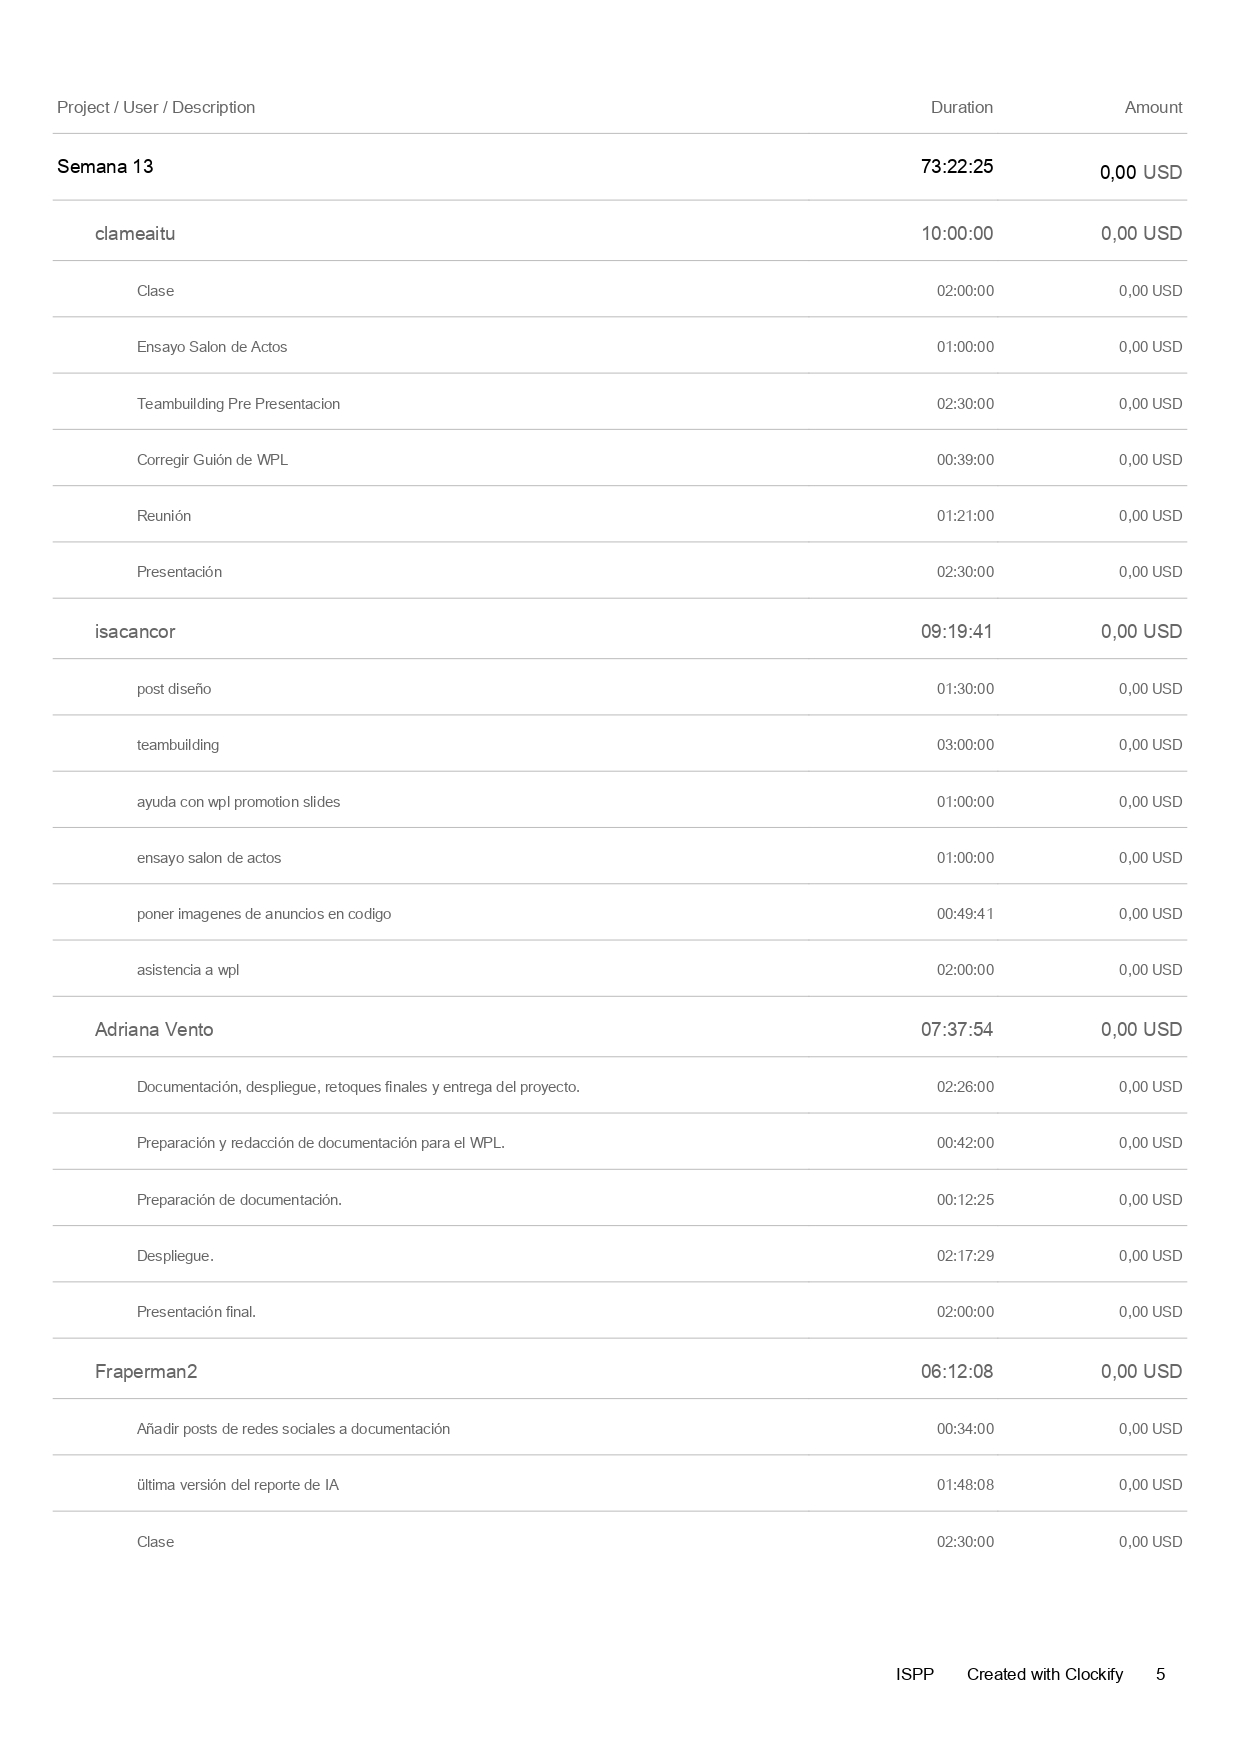 Project / User / Description Duration Amount
Semana 13 73:22:25 0,00 USD
clameaitu 10:00:00 0,00 USD
Clase 02:00:00 0,00 USD
Ensayo Salon de Actos 01:00:00 0,00 USD
Teambuilding Pre Presentacion 02:30:00 0,00 USD
Corregir Guión de WPL 00:39:00 0,00 USD
Reunión 01:21:00 0,00 USD
Presentación 02:30:00 0,00 USD
isacancor 09:19:41 0,00 USD
post diseño 01:30:00 0,00 USD
teambuilding 03:00:00 0,00 USD
ayuda con wpl promotion slides 01:00:00 0,00 USD
ensayo salon de actos 01:00:00 0,00 USD
poner imagenes de anuncios en codigo 00:49:41 0,00 USD
asistencia a wpl 02:00:00 0,00 USD
Adriana Vento 07:37:54 0,00 USD
Documentación, despliegue, retoques finales y entrega del proyecto. 02:26:00 0,00 USD
Preparación y redacción de documentación para el WPL. 00:42:00 0,00 USD
Preparación de documentación. 00:12:25 0,00 USD
Despliegue. 02:17:29 0,00 USD
Presentación final. 02:00:00 0,00 USD
Fraperman2 06:12:08 0,00 USD
Añadir posts de redes sociales a documentación 00:34:00 0,00 USD
ültima versión del reporte de IA 01:48:08 0,00 USD
Clase 02:30:00 0,00 USD
ISPP Created with Clockify 5